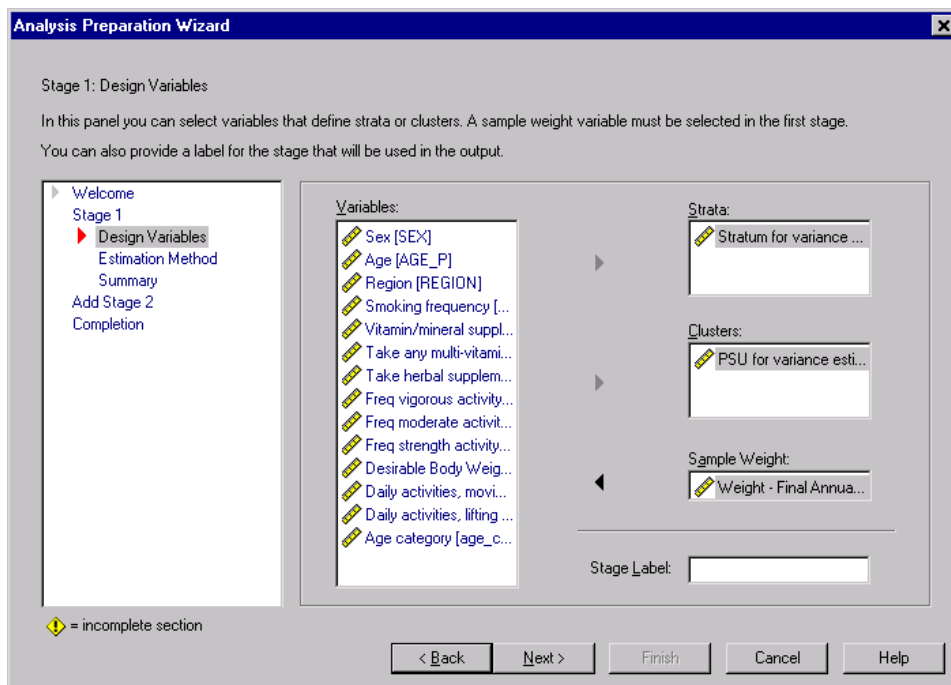 Analysis Preparation Wizard
Stage 1: Design Variables
In this panel you can select variables that define strata or clusters. A sample weight variable must be selected in the first stage.
You can also provide a label for the stage that will be used in the output.
Welcome
Stage 1
Design Variables
Estimation Method
Summary
Add Stage 2
Completion
! = incomplete section
Variables:
Sex [SEX]
Age [AGE_P]
Region [REGION]
Smoking frequency [...
Vitamin/mineral suppl...
Take any multi-vitami...
Take herbal supplem...
Freq vigorous activity...
Freq moderate activit...
Freq strength activity...
Desirable Body Weig...
Daily activities, movi...
Daily activities, lifting ...
Age category [age_c...
Strata:
Stratum for variance ...
Clusters:
PSU for variance esti...
Sample Weight:
Weight - Final Annua...
Stage Label:
< Back
Next >
Finish
Cancel
Help